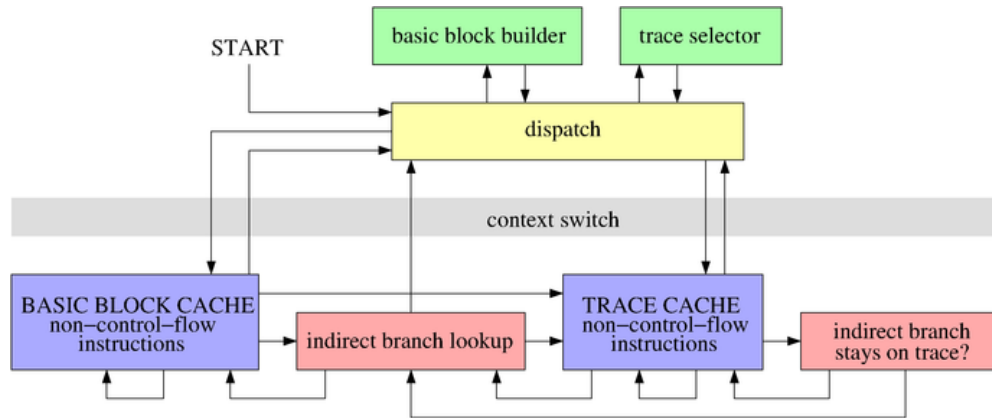 basic block builder
trace selector
START
dispatch
context switch
BASIC BLOCK CACHE
non−control−flow
instructions
indirect branch lookup
TRACE CACHE
non−control−flow
instructions
indirect branch
stays on trace?